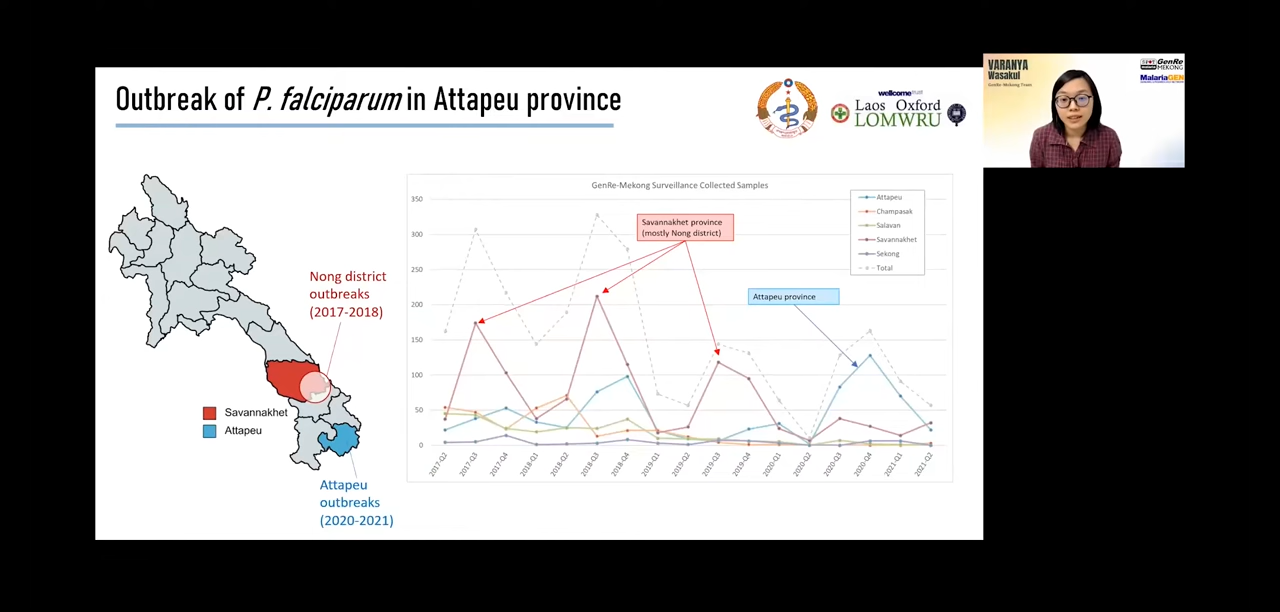 Outbreak of P. falciparum in Attapeu province
wellcome
Laos Oxford
LOMWRU
VARANYA
Wasakul
GenRe-Mekong Team
GenRe
MEKONG
MalariaGEN
Nong district
outbreaks
(2017-2018)
Savannakhet
Attapeu
Attapeu
outbreaks
(2020-2021)
GenRe-Mekong Surveillance Collected Samples
350
300
250
200
150
100
50
0
2017-Q2
2017-Q3
2017-Q4
2018-Q1
2018-Q2
2018-Q3
2018-Q4
2019-Q1
2019-Q2
2019-Q3
2019-Q4
2020-Q1
2020-Q2
2020-Q3
2020-Q4
2021-Q1
2021-Q2
Savannakhet province
(mostly Nong district)
Attapeu province
Attapeu
Champasak
Salavan
Savannakhet
Sekong
Total